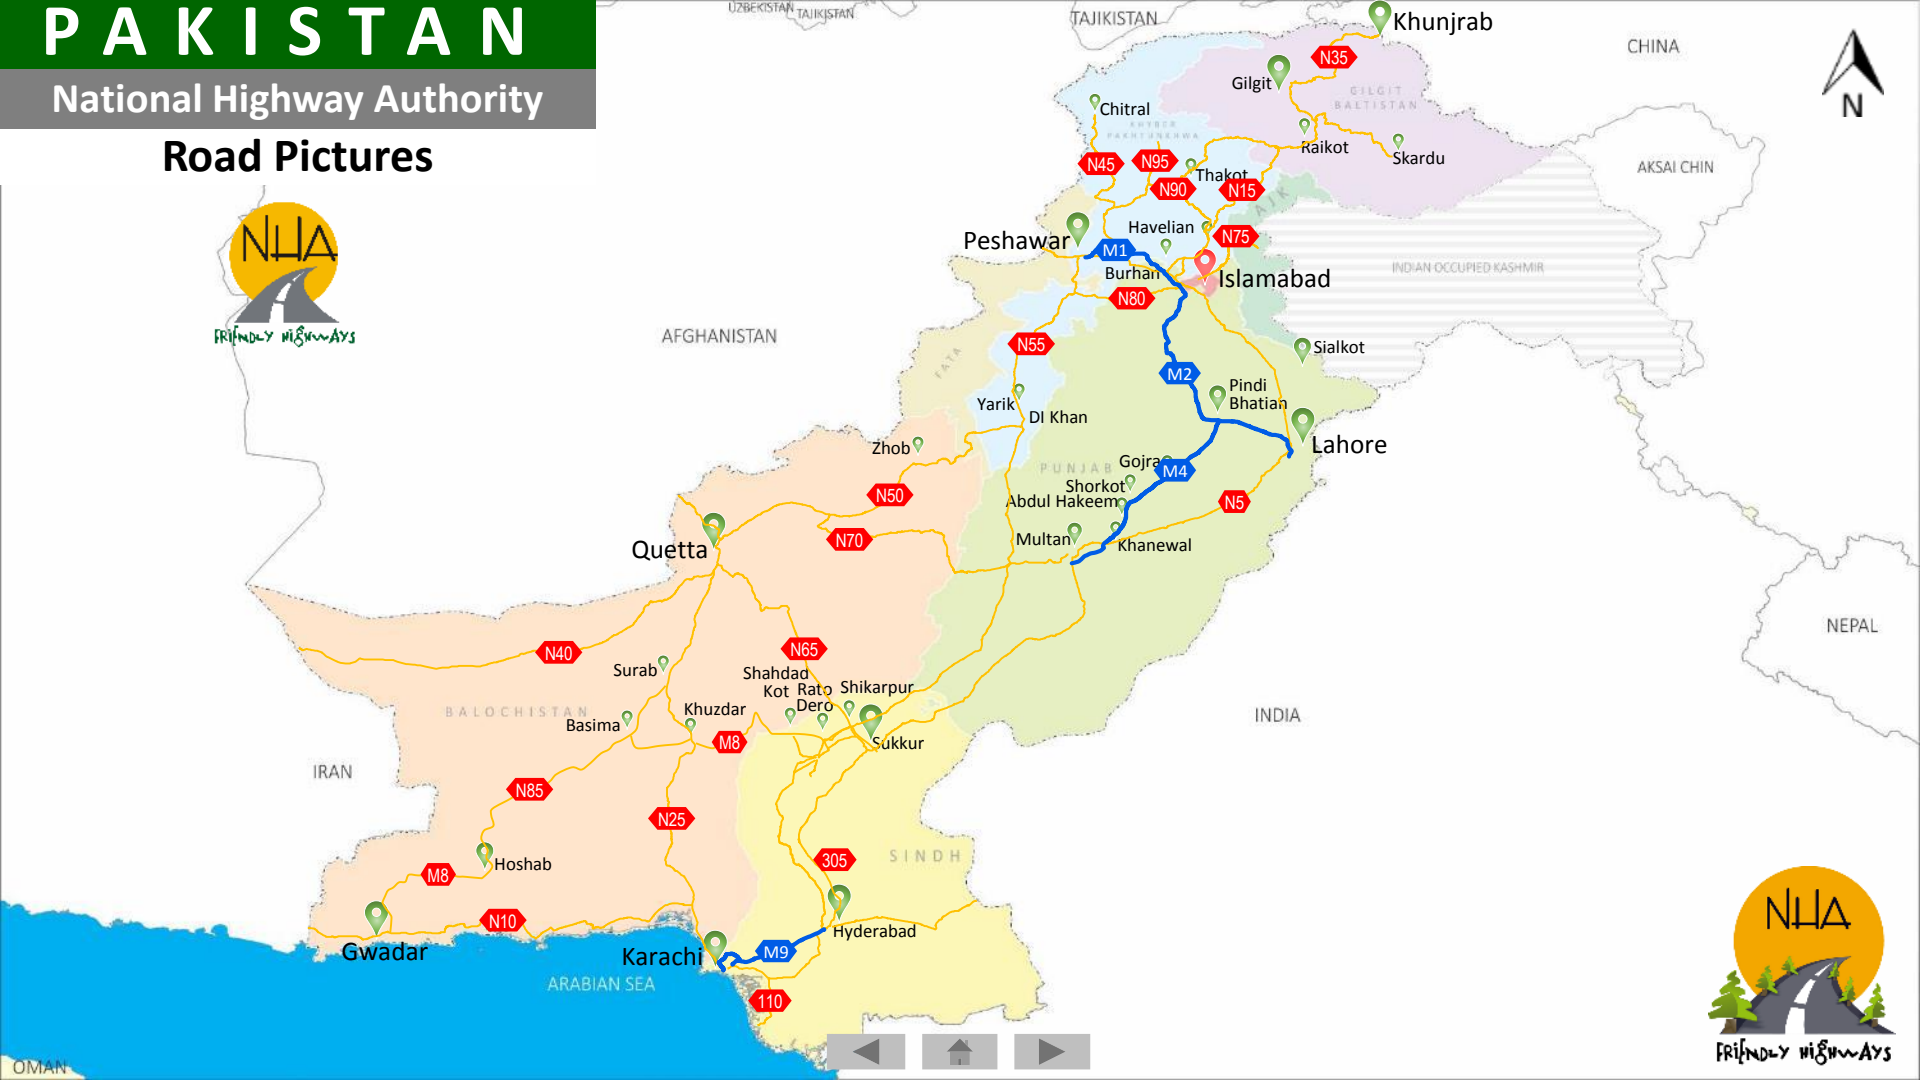 PAKISTAN
National Highway Authority
Road Pictures
NHA
FRIENDLY HIGHWAYS
UZBEKISTAN
TAJIKISTAN
TAJIKISTAN
Khunjrab
CHINA
N
N35
Gilgit
GILGIT
BALTISTAN
Chitral
KHYBER
PAKHTUNKHWA
Raikot
Skardu
AKSAI CHIN
N45
N95
Thakot
N90
N15
AJK
Peshawar
Havelian
N75
M1
Burhan
Islamabad
INDIAN OCCUPIED KASHMIR
N80
AFGHANISTAN
N55
FATA
Sialkot
M2
Pindi
Bhatian
Yarik
DI Khan
Zhob
Lahore
PUNJAB
Gojra
M4
Shorkot
Abdul Hakeem
N50
N5
N70
Multan
Khanewal
Quetta
N40
N65
Surab
Shahdad
Kot
Rato
Dero
Shikarpur
NEPAL
BALOCHISTAN
Basima
Khuzdar
M8
Sukkur
INDIA
IRAN
N85
N25
305
SINDH
Hoshab
M8
N10
Gwadar
Karachi
M9
Hyderabad
ARABIAN SEA
110
OMAN
NHA
FRIENDLY HIGHWAYS